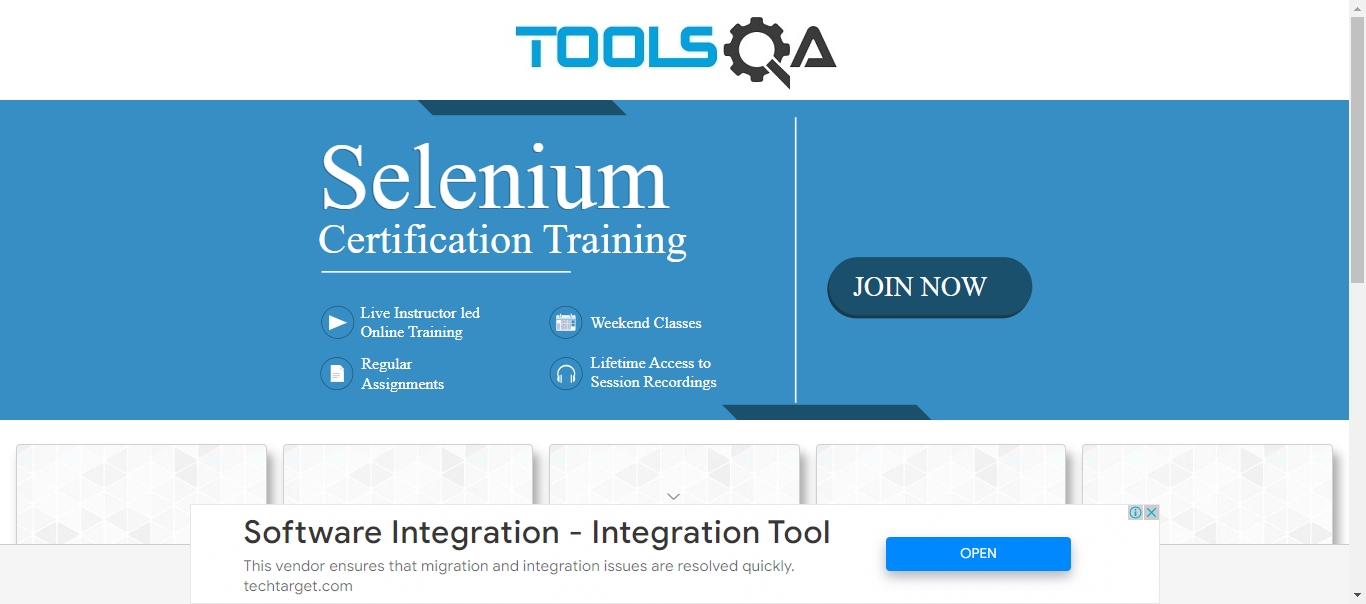 TOOLSQA
Selenium
Certification Training
Live Instructor led
Online Training
Weekend Classes
Regular
Assignments
Lifetime Access to
Session Recordings
JOIN NOW
Software Integration - Integration Tool
This vendor ensures that migration and integration issues are resolved quickly.
techtarget.com
OPEN